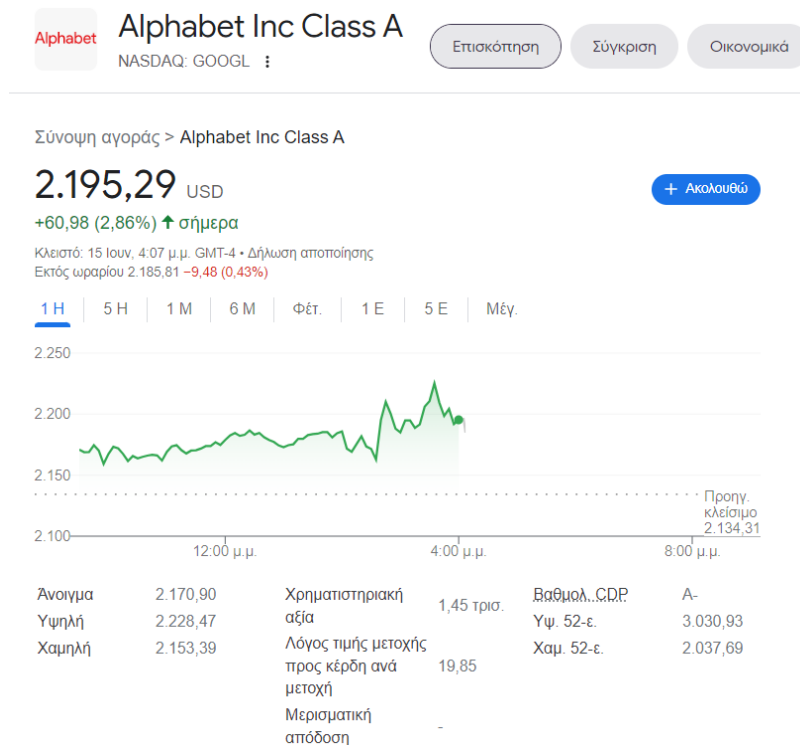 Alphabet
Alphabet Inc Class A
NASDAQ: GOOGL
Επισκόπηση
Σύγκριση
Οικονομικά
Σύνοψη αγοράς > Alphabet Inc Class A
2.195,29 USD
+ Ακολουθώ
+60,98 (2,86%) ↑ σήμερα
Κλειστό: 15 Ιουν, 4:07 μ.μ. GMT-4 • Δήλωση αποποίησης
Εκτός ωραρίου 2.185,81 −9,48 (0,43%)
1 Η
5 Η
1 Μ
6 Μ
Φέτ.
1 Ε
5 Ε
Μέγ.
2.250
2.200
2.150
2.100
Προηγ.
κλείσιμο
2.134,31
12:00 μ.μ.
4:00 μ.μ.
8:00 μ.μ.
Άνοιγμα 2.170,90
Υψηλή 2.228,47
Χαμηλή 2.153,39
Χρηματιστηριακή
αξία
1,45 τρισ.
Λόγος τιμής μετοχής
προς κέρδη ανά
μετοχή
19,85
Μερισματική
απόδοση
-
Βαθμολ. CDP A-
Υψ. 52-ε. 3.030,93
Χαμ. 52-ε. 2.037,69